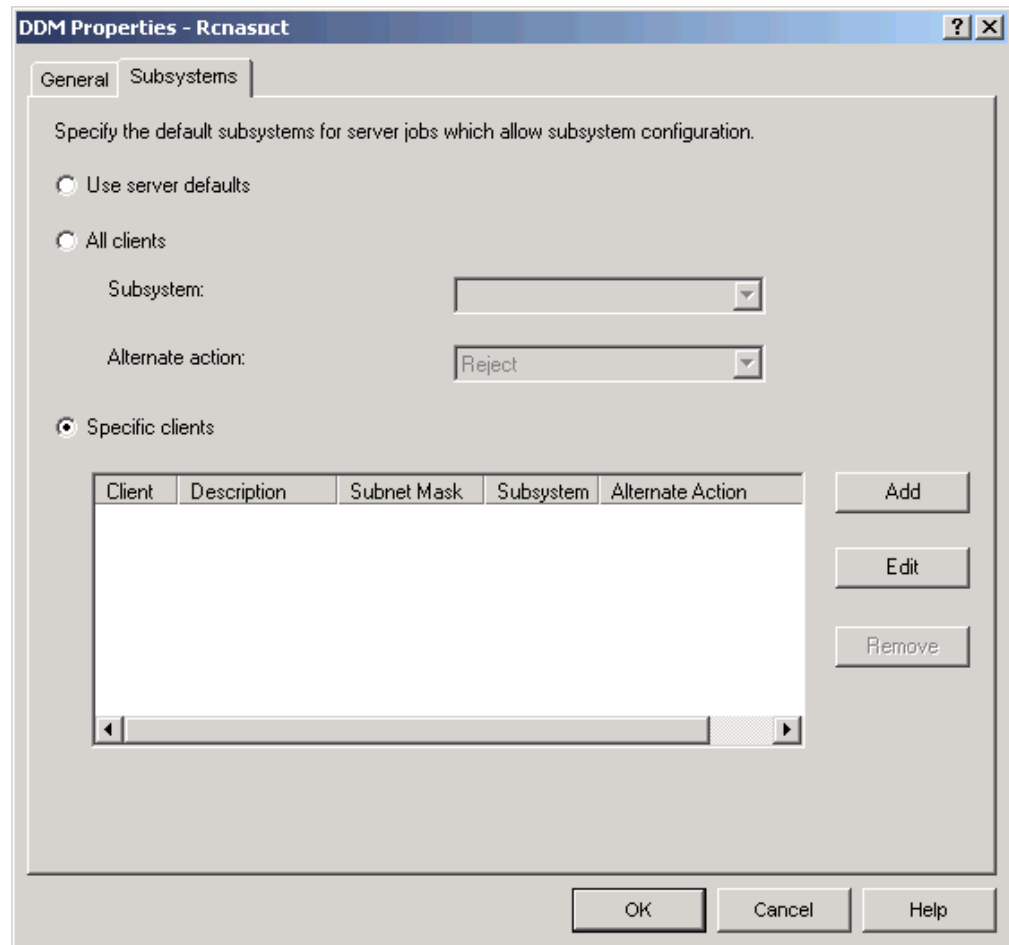 DDM Properties - Rcnasoct
General Subsystems
Specify the default subsystems for server jobs which allow subsystem configuration.
Use server defaults
All clients
Subsystem:
Alternate action: Reject
Specific clients
Client Description Subnet Mask Subsystem Alternate Action
Add
Edit
Remove
OK Cancel Help